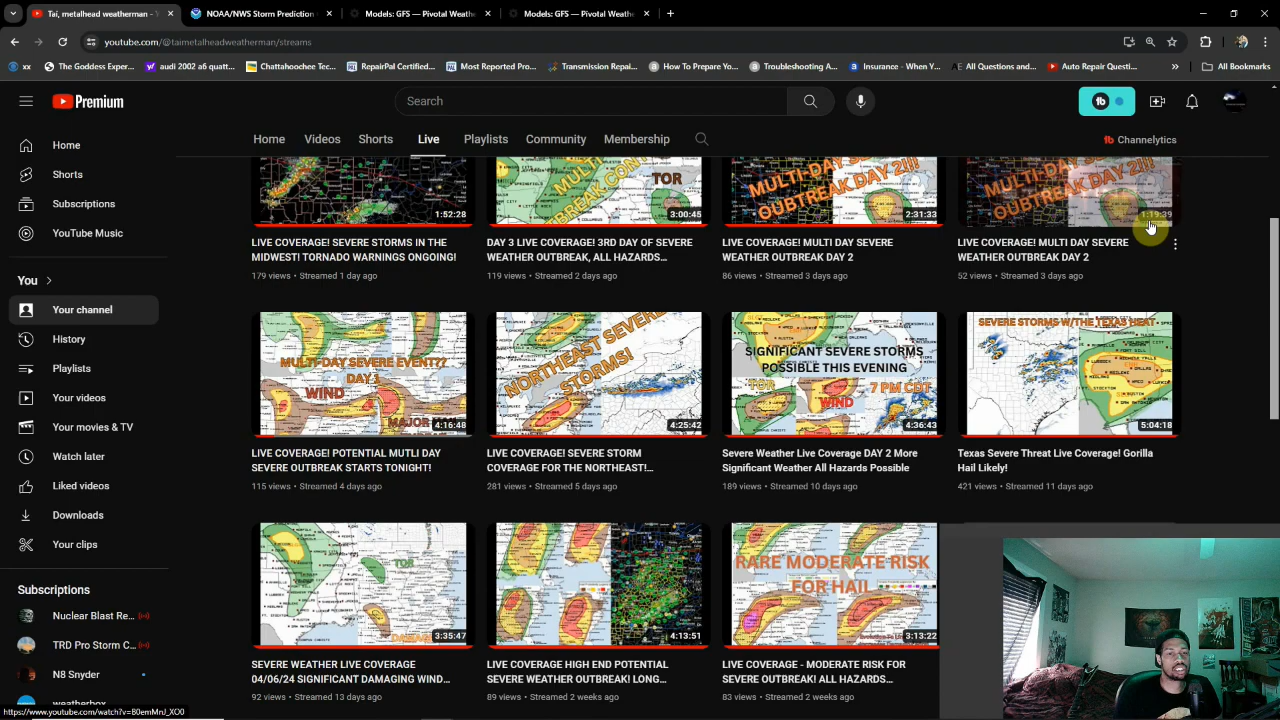 Tai, metalhead weatherman - Y
NOAA/NWS Storm Prediction
Models: GFS — Pivotal Weath
Models: GFS — Pivotal Weath
youtube.com/@taimetalheadweatherman/streams
xx
The Goddess Exper...
audi 2002 a6 quatt...
Chattahoochee Tec...
RepairPal Certified...
Most Reported Pro...
Transmission Repai...
How To Prepare Yo...
Troubleshooting A...
Insurance - When Y...
All Questions and...
Auto Repair Questi...
All Bookmarks
Premium
Search
Home
Videos
Shorts
Live
Playlists
Community
Membership
Channelytics
Home
Shorts
Subscriptions
YouTube Music
You
Your channel
History
Playlists
Your videos
Your movies & TV
Watch later
Liked videos
Downloads
Your clips
Subscriptions
Nuclear Blast Re...
TRD Pro Storm C...
N8 Snyder
weatherbox
1:52:28
LIVE COVERAGE! SEVERE STORMS IN THE
MIDWEST! TORNADO WARNINGS ONGOING!
179 views • Streamed 1 day ago
TOR
3:00:45
DAY 3 LIVE COVERAGE! 3RD DAY OF SEVERE
WEATHER OUTBREAK, ALL HAZARDS...
119 views • Streamed 2 days ago
MULTI-DAY SE
OUTBREAK DAY 2!!!
2:31:33
LIVE COVERAGE! MULTI DAY SEVERE
WEATHER OUTBREAK DAY 2
86 views • Streamed 3 days ago
MULTI-DAY SE
OUTBREAK DAY 2!!!
1:19:39
LIVE COVERAGE! MULTI DAY SEVERE
WEATHER OUTBREAK DAY 2
52 views • Streamed 3 days ago
MULTI-DAY SEVERE EVENT??
DAY 1
WIND
MAJOR
4:16:48
LIVE COVERAGE! POTENTIAL MUTLI DAY
SEVERE OUTBREAK STARTS TONIGHT!
115 views • Streamed 4 days ago
NORTHEAST SEVERE
STORMS!
4:25:42
LIVE COVERAGE! SEVERE STORM
COVERAGE FOR THE NORTHEAST!...
281 views • Streamed 5 days ago
SIGNIFICANT SEVERE STORMS
POSSIBLE THIS EVENING
TOR
7 PM CDT
WIND
4:36:43
Severe Weather Live Coverage DAY 2 More
Significant Weather All Hazards Possible
189 views • Streamed 10 days ago
SEVERE STORMS W/THE TEXAS HEAT
5:04:18
Texas Severe Threat Live Coverage! Gorilla
Hail Likely!
421 views • Streamed 11 days ago
TOR
3:35:47
SEVERE WEATHER LIVE COVERAGE
04/06/24 SIGNIFICANT DAMAGING WIND...
92 views • Streamed 13 days ago
4:13:51
LIVE COVERAGE HIGH END POTENTIAL
SEVERE WEATHER OUTBREAK! LONG...
89 views • Streamed 2 weeks ago
RARE MODERATE RISK
FOR HAIL
3:13:22
LIVE COVERAGE - MODERATE RISK FOR
SEVERE OUTBREAK! ALL HAZARDS...
83 views • Streamed 2 weeks ago
https://www.youtube.com/watch?v=B0emMnJ_XO0